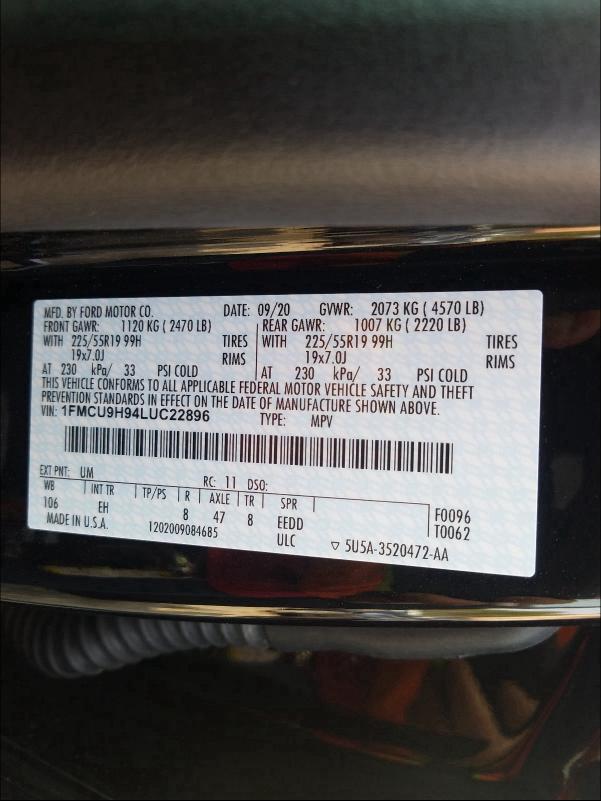 MFD. BY FORD MOTOR CO. DATE: 09/20 GVWR: 2073 KG ( 4570 LB)
FRONT GAWR: 1120 KG ( 2470 LB) REAR GAWR: 1007 KG ( 2220 LB)
WITH 225/55R19 99H TIRES WITH 225/55R19 99H TIRES
19x7.0J RIMS 19x7.0J RIMS
AT 230 kPa/ 33 PSI COLD AT 230 kPa/ 33 PSI COLD
THIS VEHICLE CONFORMS TO ALL APPLICABLE FEDERAL MOTOR VEHICLE SAFETY AND THEFT
PREVENTION STANDARDS IN EFFECT ON THE DATE OF MANUFACTURE SHOWN ABOVE.
VIN: 1FMCU9H94LUC22896 TYPE: MPV
EXT PNT: UM RC: 11 DSO:
WB INT TR TP/PS R AXLE TR SPR
106 EH 8 47 8 EEDD F0096
MADE IN U.S.A. 1202009084685 ULC T0062
▽ 5U5A-3520472-AA